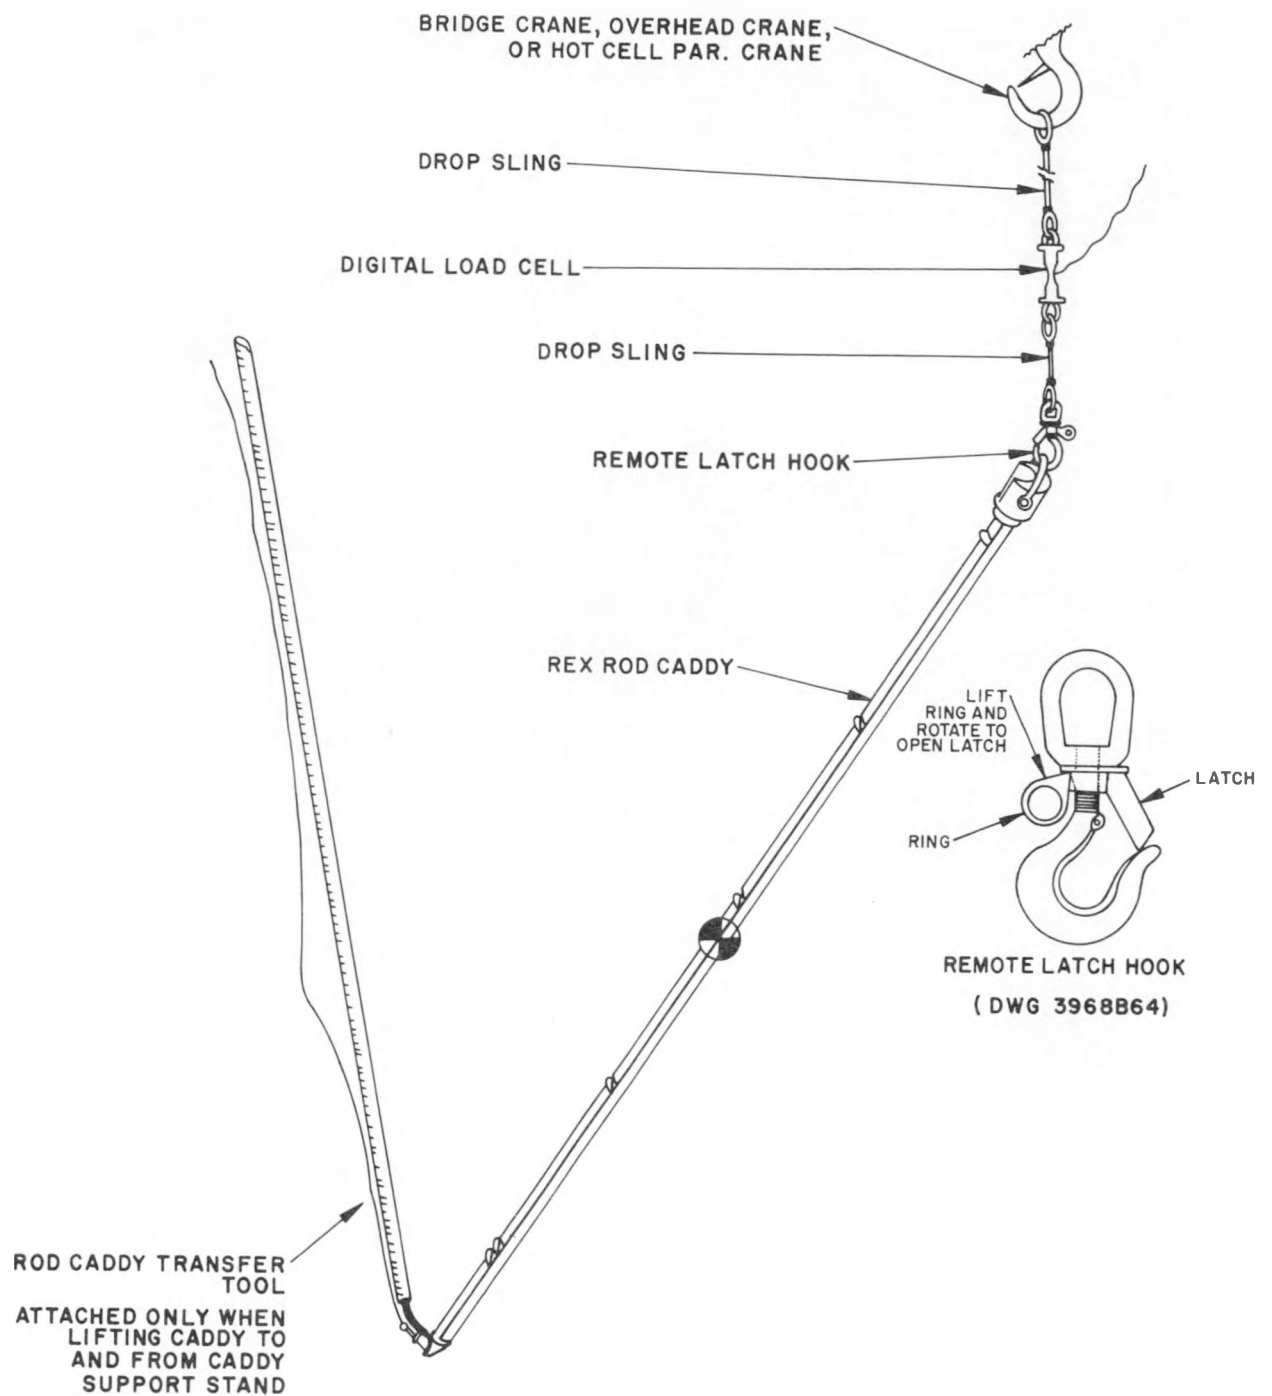 BRIDGE CRANE, OVERHEAD CRANE,
OR HOT CELL PAR. CRANE
DROP SLING
DIGITAL LOAD CELL
DROP SLING
REMOTE LATCH HOOK
REX ROD CADDY
LIFT
RING AND
ROTATE TO
OPEN LATCH
LATCH
RING
REMOTE LATCH HOOK
(DWG 3968B64)
ROD CADDY TRANSFER
TOOL
ATTACHED ONLY WHEN
LIFTING CADDY TO
AND FROM CADDY
SUPPORT STAND